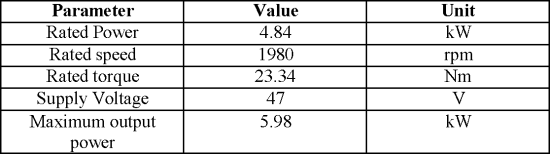 Parameter Value Unit
Rated Power 4.84 kW
Rated speed 1980 rpm
Rated torque 23.34 Nm
Supply Voltage 47 V
Maximum output power 5.98 kW